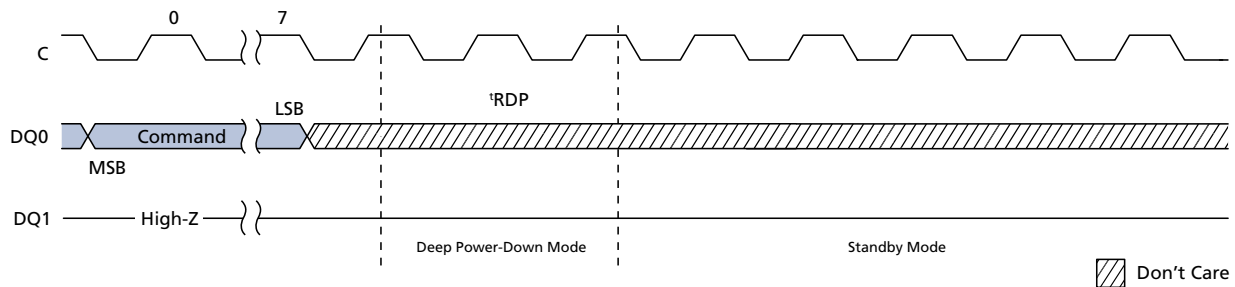 0 7
C
ᵗRDP
LSB
DQ0 Command
MSB
DQ1 High-Z
Deep Power-Down Mode Standby Mode
Don't Care